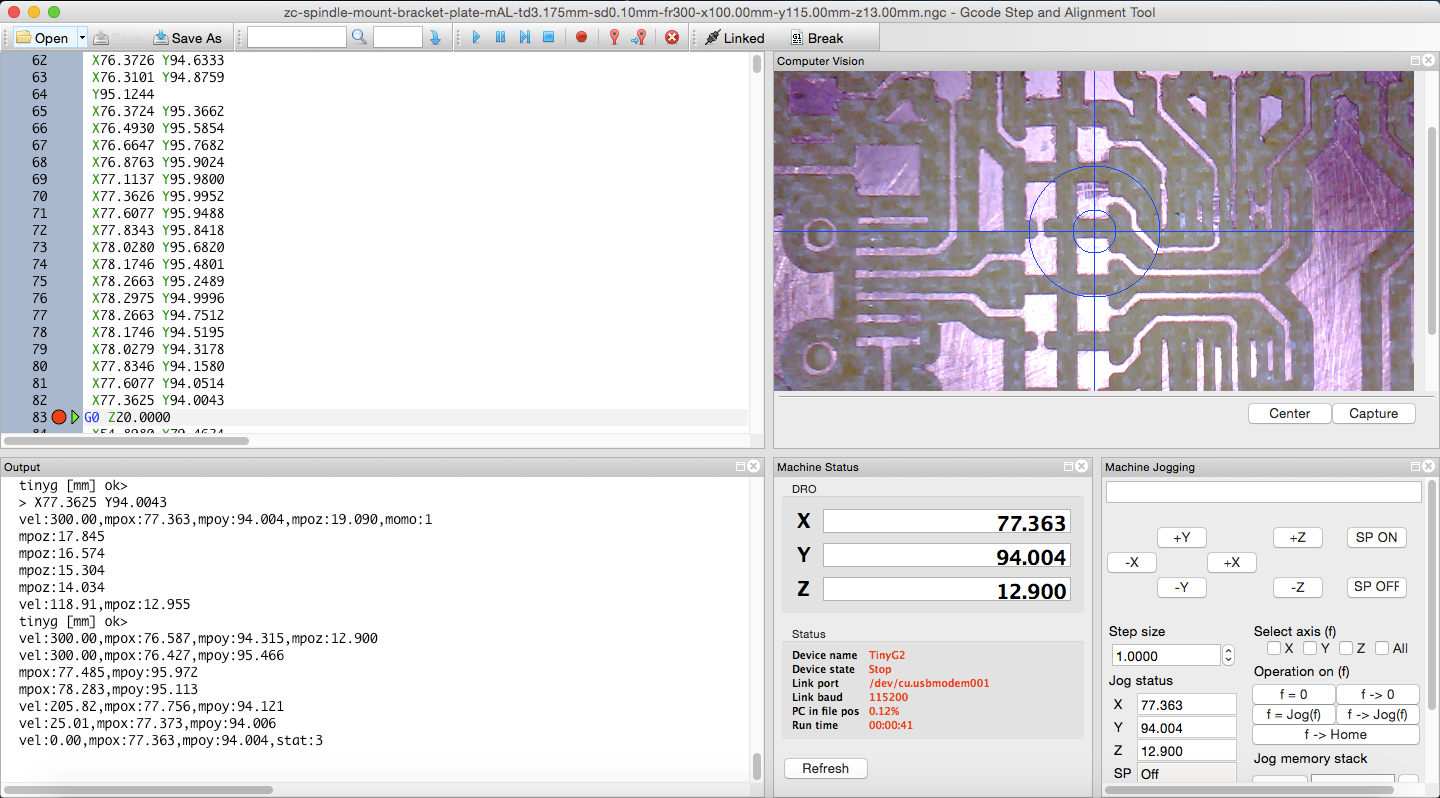 zc-spindle-mount-bracket-plate-mAL-td3.175mm-sd0.10mm-fr300-x100.00mm-y115.00mm-z13.00mm.ngc - Gcode Step and Alignment Tool
Open Save Save As Linked Break
62 X76.3726 Y94.6333
63 X76.3101 Y94.8759
64 Y95.1244
65 X76.3724 Y95.3662
66 X76.4930 Y95.5854
67 X76.6647 Y95.7682
68 X76.8763 Y95.9024
69 X77.1137 Y95.9800
70 X77.3626 Y95.9952
71 X77.6077 Y95.9488
72 X77.8343 Y95.8418
73 X78.0280 Y95.6820
74 X78.1746 Y95.4801
75 X78.2663 Y95.2489
76 X78.2975 Y94.9996
77 X78.2663 Y94.7512
78 X78.1746 Y94.5195
79 X78.0279 Y94.3178
80 X77.8346 Y94.1580
81 X77.6077 Y94.0514
82 X77.3625 Y94.0043
83 G0 Z20.0000
84 X54.8980 Y79.4634
Computer Vision
Center Capture
Output
tinyg [mm] ok>
> X77.3625 Y94.0043
vel:300.00,mpox:77.363,mpoy:94.004,mpoz:19.090,momo:1
mpoz:17.845
mpoz:16.574
mpoz:15.304
mpoz:14.034
vel:118.91,mpoz:12.955
tinyg [mm] ok>
vel:300.00,mpox:76.587,mpoy:94.315,mpoz:12.900
vel:300.00,mpox:76.427,mpoy:95.466
mpox:77.485,mpoy:95.972
mpox:78.283,mpoy:95.113
vel:205.82,mpox:77.756,mpoy:94.121
vel:25.01,mpox:77.373,mpoy:94.006
vel:0.00,mpox:77.363,mpoy:94.004,stat:3
Machine Status
DRO
X 77.363
Y 94.004
Z 12.900
Status
Device name TinyG2
Device state Stop
Link port /dev/cu.usbmodem001
Link baud 115200
PC in file pos 0.12%
Run time 00:00:41
Refresh
Machine Jogging
+Y +Z SP ON
-X +X
-Y -Z SP OFF
Step size
1.0000
Jog status
X 77.363
Y 94.004
Z 12.900
SP Off
Select axis (f)
X Y Z All
Operation on (f)
f = 0 f -> 0
f = Jog(f) f -> Jog(f)
f -> Home
Jog memory stack